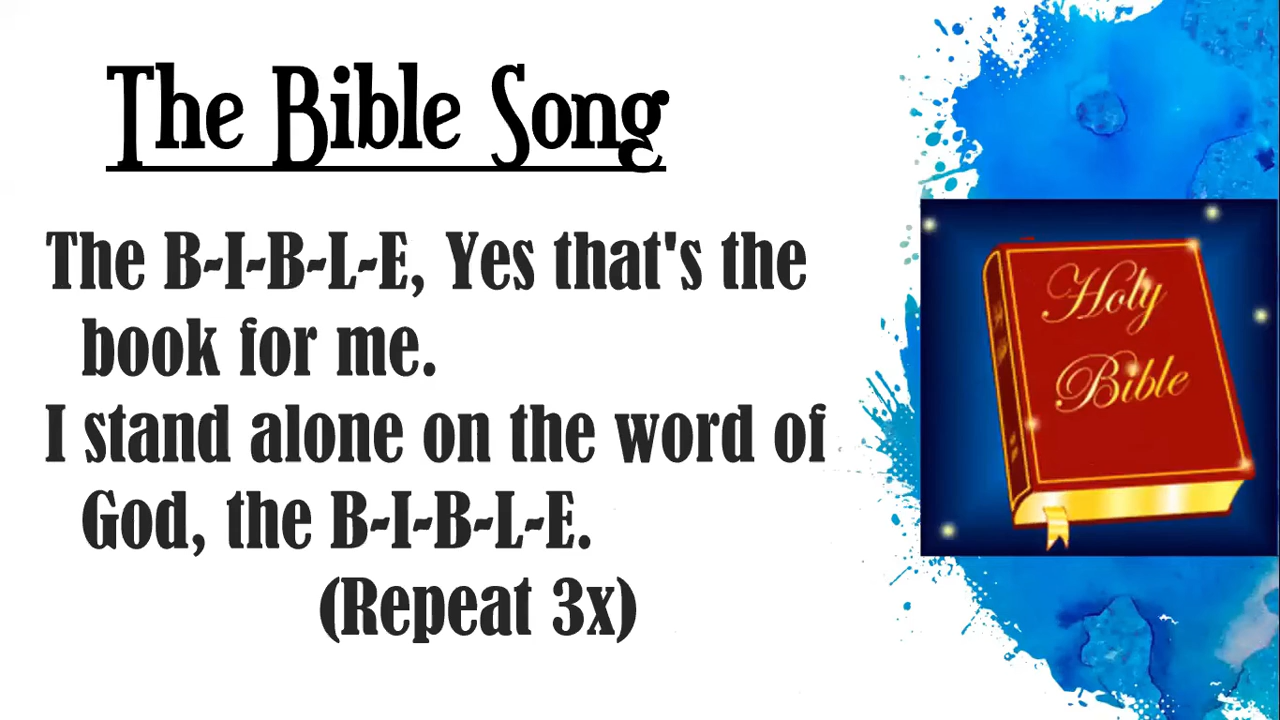 The Bible Song
The B-I-B-L-E, Yes that's the
book for me.
I stand alone on the word of
God, the B-I-B-L-E.
(Repeat 3x)
Holy
Bible